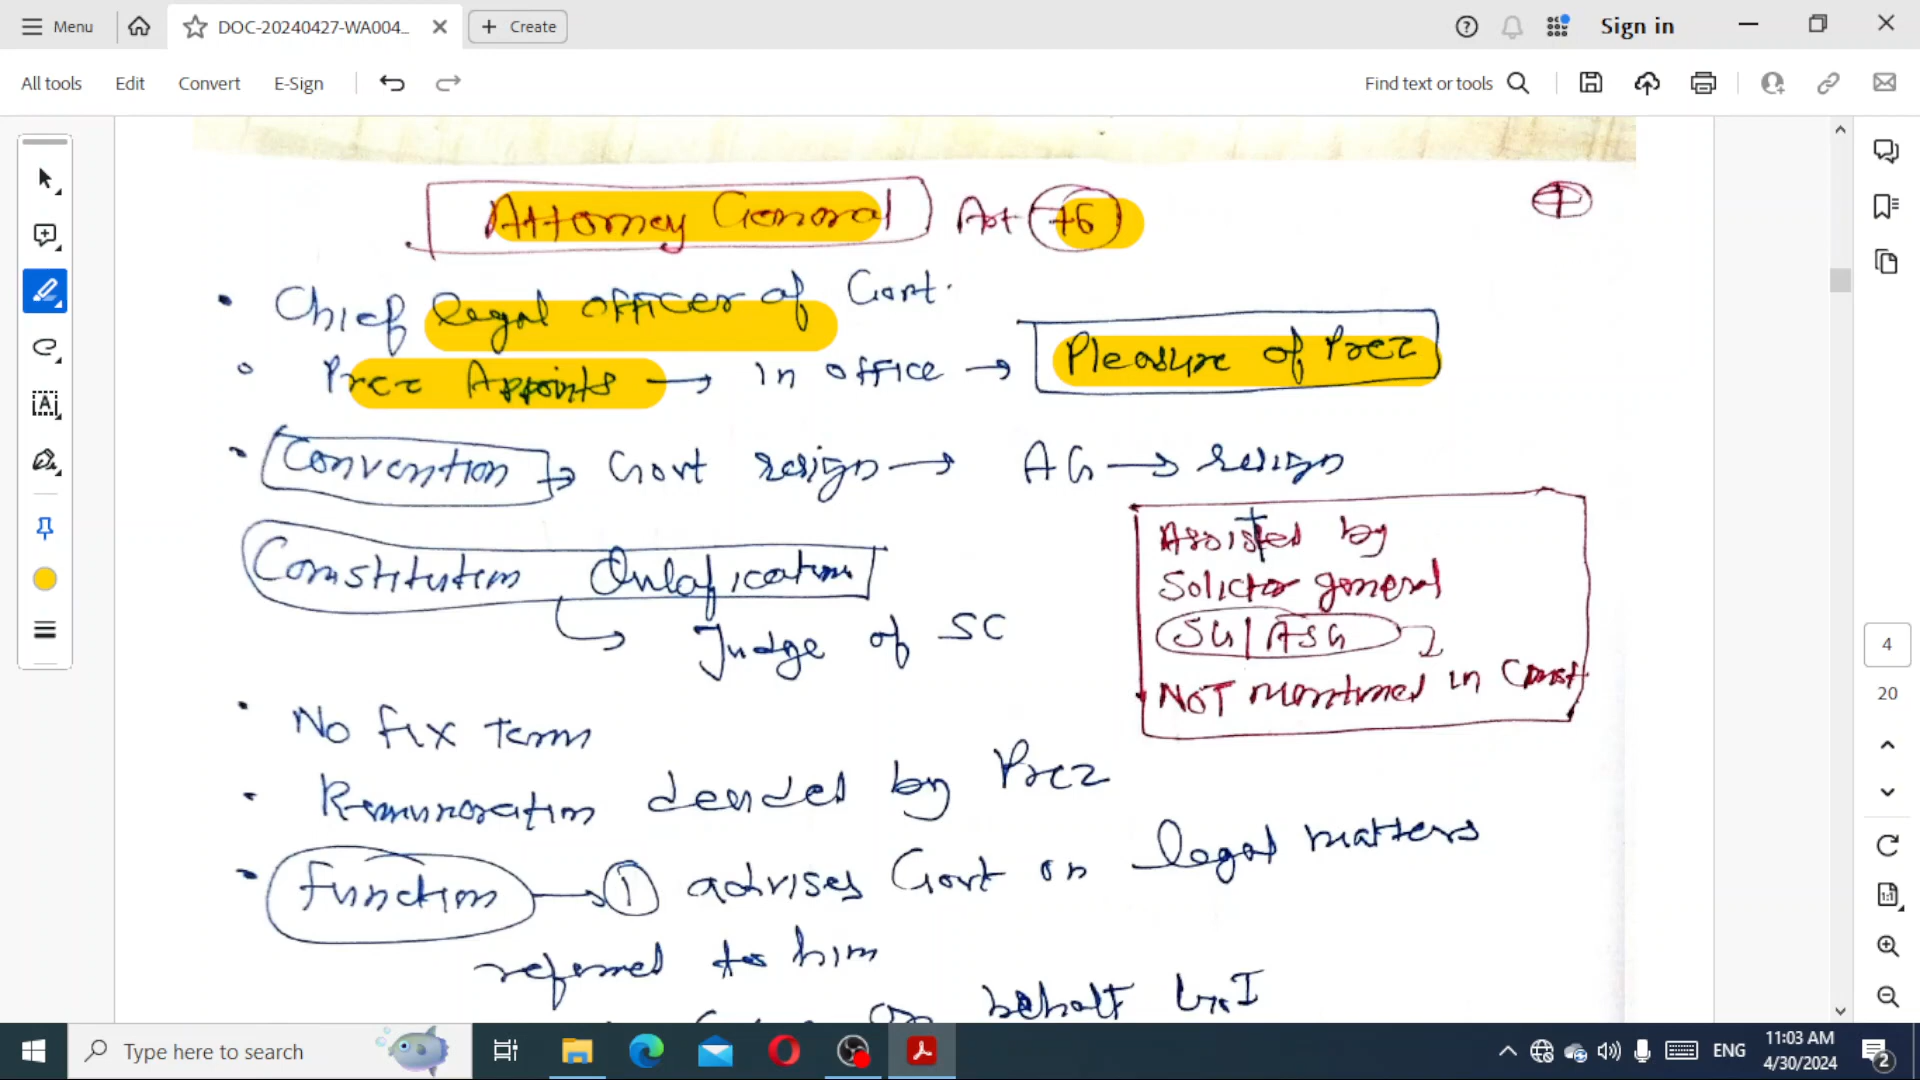 Menu
DOC-20240427-WA004...
Create
Sign in
All tools
Edit
Convert
E-Sign
Find text or tools
Attorney General Art 76
Chief legal officer of Govt.
Prez Appoints → in office → Pleasure of Prez
Convention → Govt resign → AG → resign
Constitution
Judge of SC
Assisted by
Solictor general
SG/ASG
NOT mentioned in Const
No fix term
Remuneration decided by Prez
Function → ① advises Govt on legal matters
referred to him
on behalf
4
20
Type here to search
ENG
11:03 AM
4/30/2024
2